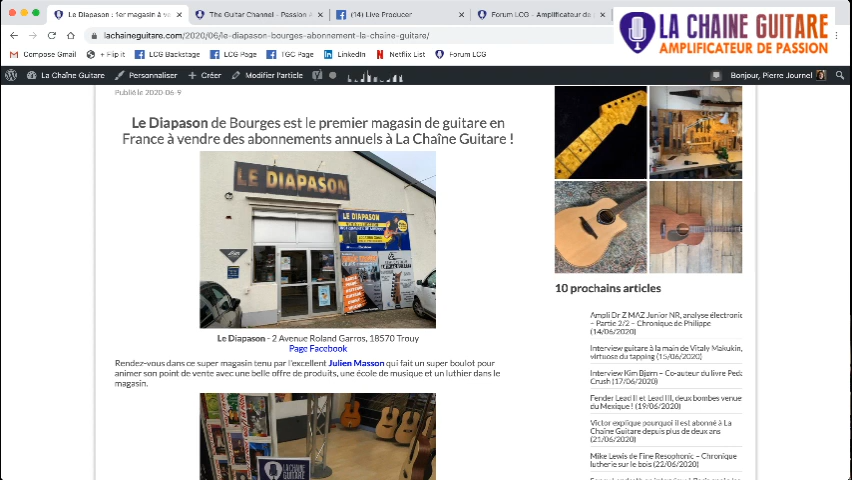 Le Diapason : 1er magasin à v
The Guitar Channel - Passion A
(14) Live Producer
Forum LCG - Amplificateur de
LA CHAINE GUITARE
AMPLIFICATEUR DE PASSION
lachaineguitare.com/2020/06/le-diapason-bourges-abonnement-la-chaine-guitare/
Compose Gmail
+ Flip it
LCG Backstage
LCG Page
TGC Page
LinkedIn
Netflix List
Forum LCG
La Chaîne Guitare
Personnaliser
Créer
Modifier l'article
Bonjour, Pierre Journel
Publié le 2020-06-9
Le Diapason de Bourges est le premier magasin de guitare en
France à vendre des abonnements annuels à La Chaîne Guitare !
LE DIAPASON
LE DIAPASON
Le Diapason - 2 Avenue Roland Garros, 18570 Trouy
Page Facebook
Rendez-vous dans ce super magasin tenu par l'excellent Julien Masson qui fait un super boulot pour
animer son point de vente avec une belle offre de produits, une école de musique et un luthier dans le
magasin.
LA CHAINE
10 prochains articles
Ampli Dr Z MAZ Junior NR, analyse électronic
– Partie 2/2 – Chronique de Philippe
(14/06/2020)
Interview guitare à la main de Vitaly Makukin,
virtuose du tapping (15/06/2020)
Interview Kim Bjørn – Co-auteur du livre Peda
Crush (17/06/2020)
Fender Lead II et Lead III, deux bombes venue
du Mexique ! (19/06/2020)
Victor explique pourquoi il est abonné à La
Chaîne Guitare depuis plus de deux ans
(21/06/2020)
Mike Lewis de Fine Resophonic – Chronique
lutherie sur le bois (22/06/2020)